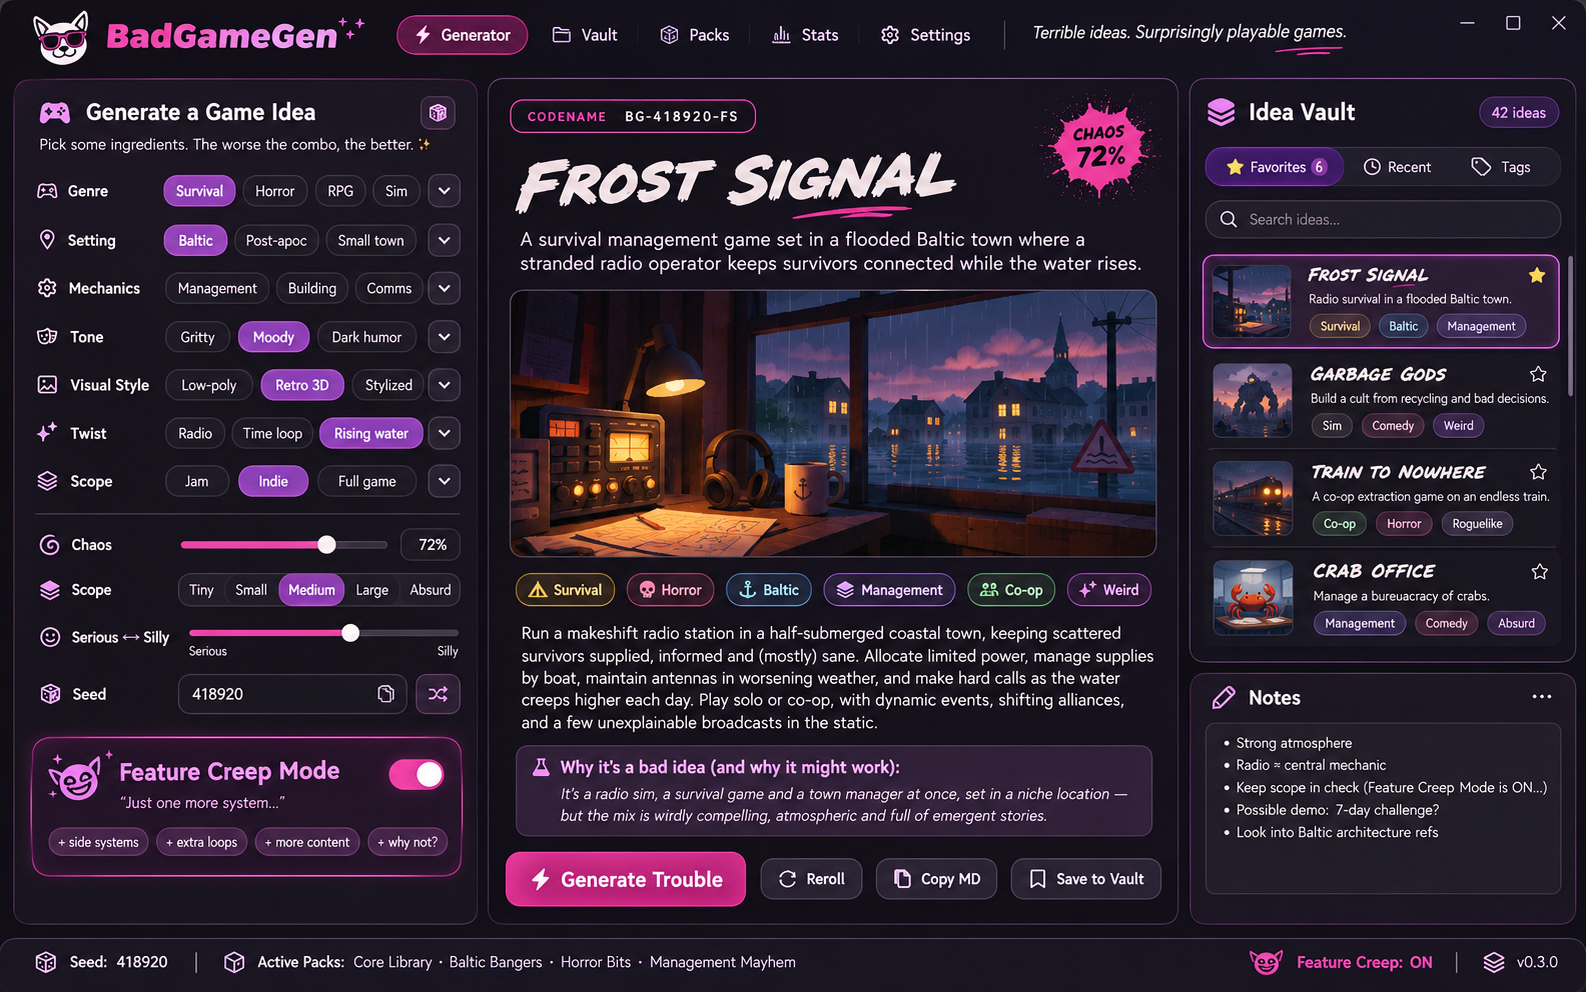 BadGameGen
Generator
Vault
Packs
Stats
Settings
Terrible ideas. Surprisingly playable games.
Generate a Game Idea
Pick some ingredients. The worse the combo, the better.
Genre
Survival
Horror
RPG
Sim
Setting
Baltic
Post-apoc
Small town
Mechanics
Management
Building
Comms
Tone
Gritty
Moody
Dark humor
Visual Style
Low-poly
Retro 3D
Stylized
Twist
Radio
Time loop
Rising water
Scope
Jam
Indie
Full game
Chaos
72%
Scope
Tiny
Small
Medium
Large
Absurd
Serious ↔ Silly
Serious
Silly
Seed
418920
Feature Creep Mode
"Just one more system..."
+ side systems
+ extra loops
+ more content
+ why not?
CODENAME BG-418920-FS
CHAOS
72%
FROST SIGNAL
A survival management game set in a flooded Baltic town where a
stranded radio operator keeps survivors connected while the water rises.
Survival
Horror
Baltic
Management
Co-op
Weird
Run a makeshift radio station in a half-submerged coastal town, keeping scattered
survivors supplied, informed and (mostly) sane. Allocate limited power, manage supplies
by boat, maintain antennas in worsening weather, and make hard calls as the water
creeps higher each day. Play solo or co-op, with dynamic events, shifting alliances,
and a few unexplainable broadcasts in the static.
Why it's a bad idea (and why it might work):
It's a radio sim, a survival game and a town manager at once, set in a niche location —
but the mix is wirdly compelling, atmospheric and full of emergent stories.
Generate Trouble
Reroll
Copy MD
Save to Vault
Idea Vault
42 ideas
Favorites 6
Recent
Tags
Search ideas...
FROST SIGNAL
Radio survival in a flooded Baltic town.
Survival
Baltic
Management
GARBAGE GODS
Build a cult from recycling and bad decisions.
Sim
Comedy
Weird
TRAIN TO NOWHERE
A co-op extraction game on an endless train.
Co-op
Horror
Roguelike
CRAB OFFICE
Manage a bureuacracy of crabs.
Management
Comedy
Absurd
Notes
• Strong atmosphere
• Radio ≈ central mechanic
• Keep scope in check (Feature Creep Mode is ON...)
• Possible demo: 7-day challenge?
• Look into Baltic architecture refs
Seed: 418920
Active Packs: Core Library • Baltic Bangers • Horror Bits • Management Mayhem
Feature Creep: ON
v0.3.0